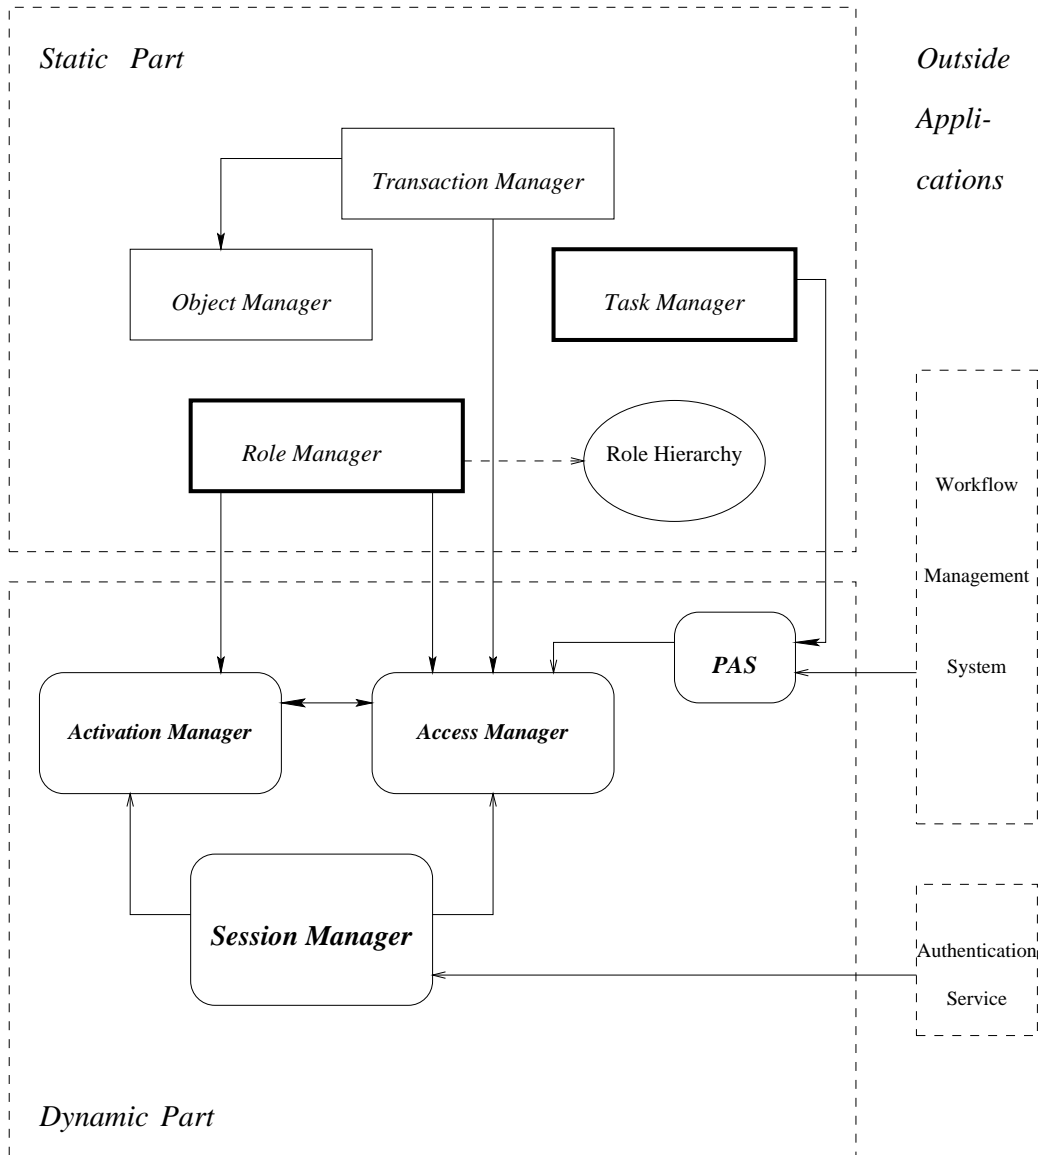 Static Part
Outside
Appli-
cations
Transaction Manager
Object Manager
Task Manager
Role Manager
Role Hierarchy
Workflow
Management
System
PAS
Activation Manager
Access Manager
Session Manager
Authentication
Service
Dynamic Part